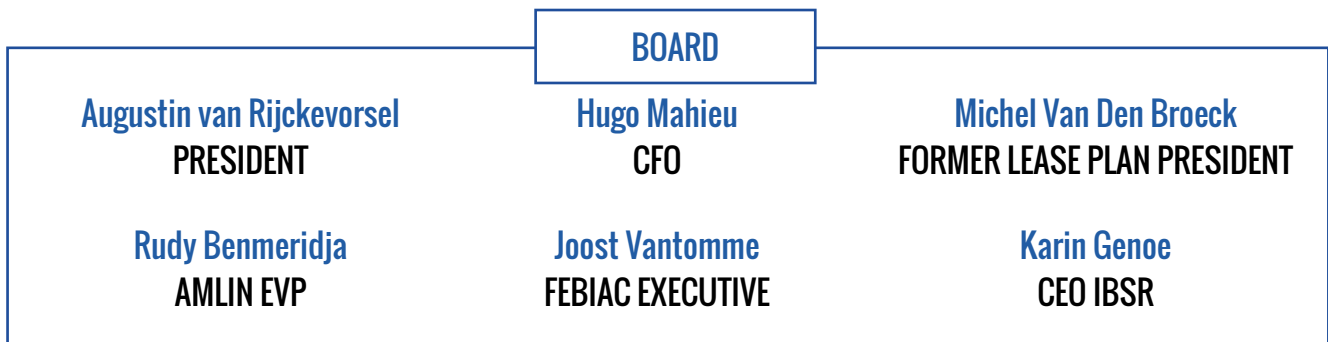 BOARD
Augustin van Rijckevorsel
PRESIDENT
Hugo Mahieu
CFO
Michel Van Den Broeck
FORMER LEASE PLAN PRESIDENT
Rudy Benmeridja
AMLIN EVP
Joost Vantomme
FEBIAC EXECUTIVE
Karin Genoe
CEO IBSR